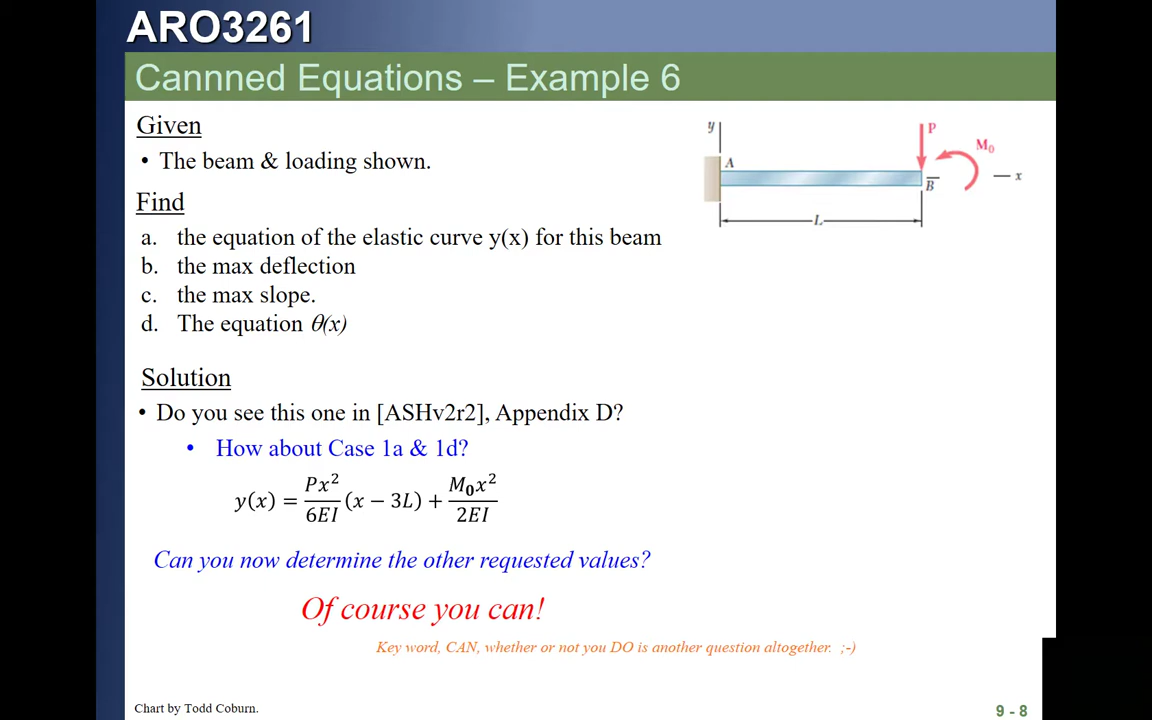 ARO3261
Cannned Equations – Example 6
Given
• The beam & loading shown.
Find
a. the equation of the elastic curve y(x) for this beam
b. the max deflection
c. the max slope.
d. The equation θ(x)
y
A
P
M₀
B
x
L
Solution
• Do you see this one in [ASHv2r2], Appendix D?
• How about Case 1a & 1d?
y(x) = Px²/6EI (x − 3L) + M₀x²/2EI
Can you now determine the other requested values?
Of course you can!
Key word, CAN, whether or not you DO is another question altogether. ;-)
Chart by Todd Coburn.
9 - 8